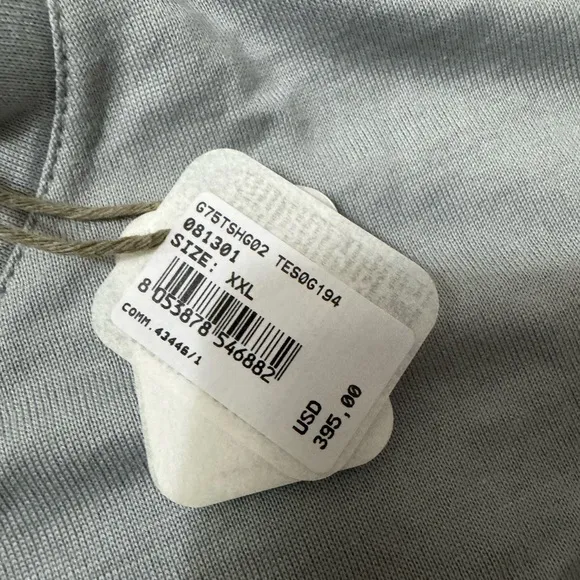 G75TSHG02 TES0G194
081301
SIZE: XXL
8 053878 546882
COMM. 43446/1
USD
395,00